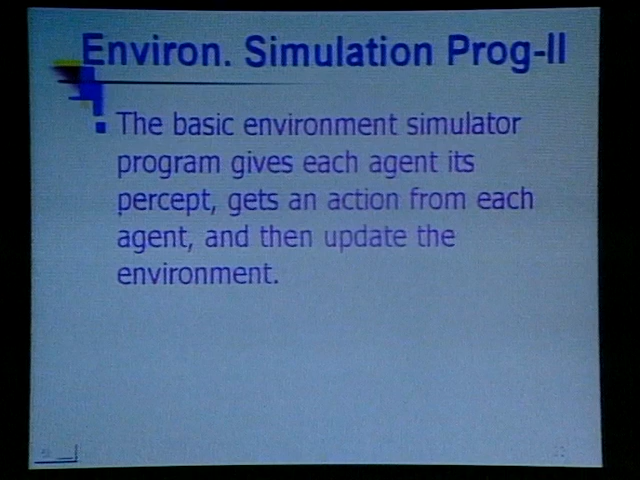 Environ. Simulation Prog-II
The basic environment simulator
program gives each agent its
percept, gets an action from each
agent, and then update the
environment.